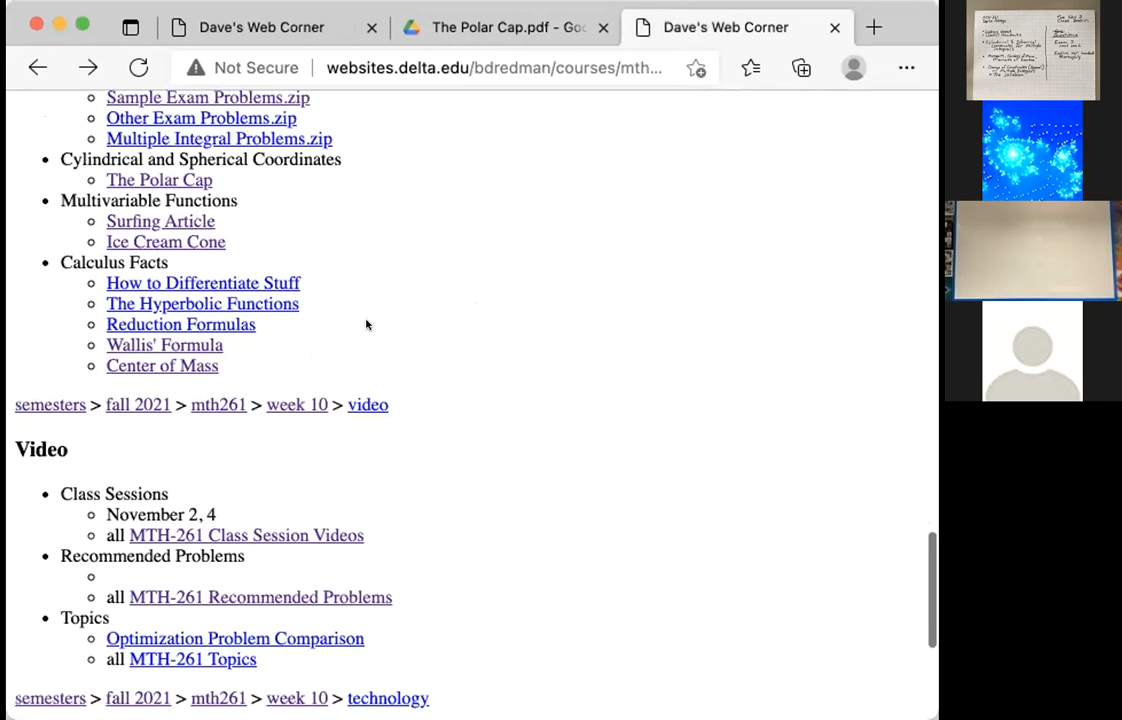 Dave's Web Corner
The Polar Cap.pdf - Goo
Dave's Web Corner
Not Secure
websites.delta.edu/bdredman/courses/mth...
Sample Exam Problems.zip
Other Exam Problems.zip
Multiple Integral Problems.zip
Cylindrical and Spherical Coordinates
The Polar Cap
Multivariable Functions
Surfing Article
Ice Cream Cone
Calculus Facts
How to Differentiate Stuff
The Hyperbolic Functions
Reduction Formulas
Wallis' Formula
Center of Mass
semesters > fall 2021 > mth261 > week 10 > video
Video
Class Sessions
November 2, 4
all MTH-261 Class Session Videos
Recommended Problems
all MTH-261 Recommended Problems
Topics
Optimization Problem Comparison
all MTH-261 Topics
semesters > fall 2021 > mth261 > week 10 > technology